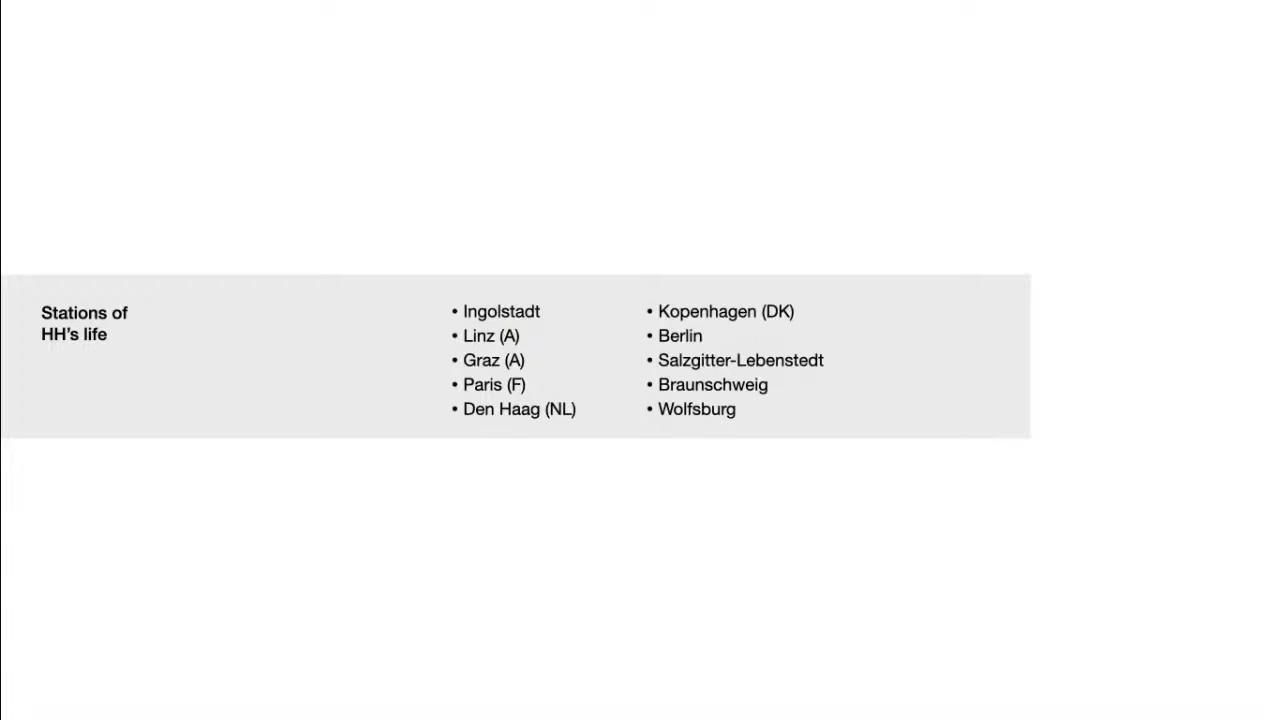 Stations of
HH’s life
• Ingolstadt
• Linz (A)
• Graz (A)
• Paris (F)
• Den Haag (NL)
• Kopenhagen (DK)
• Berlin
• Salzgitter-Lebenstedt
• Braunschweig
• Wolfsburg